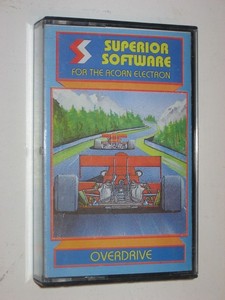 SUPERIOR
SOFTWARE
FOR THE ACORN ELECTRON
OVERDRIVE